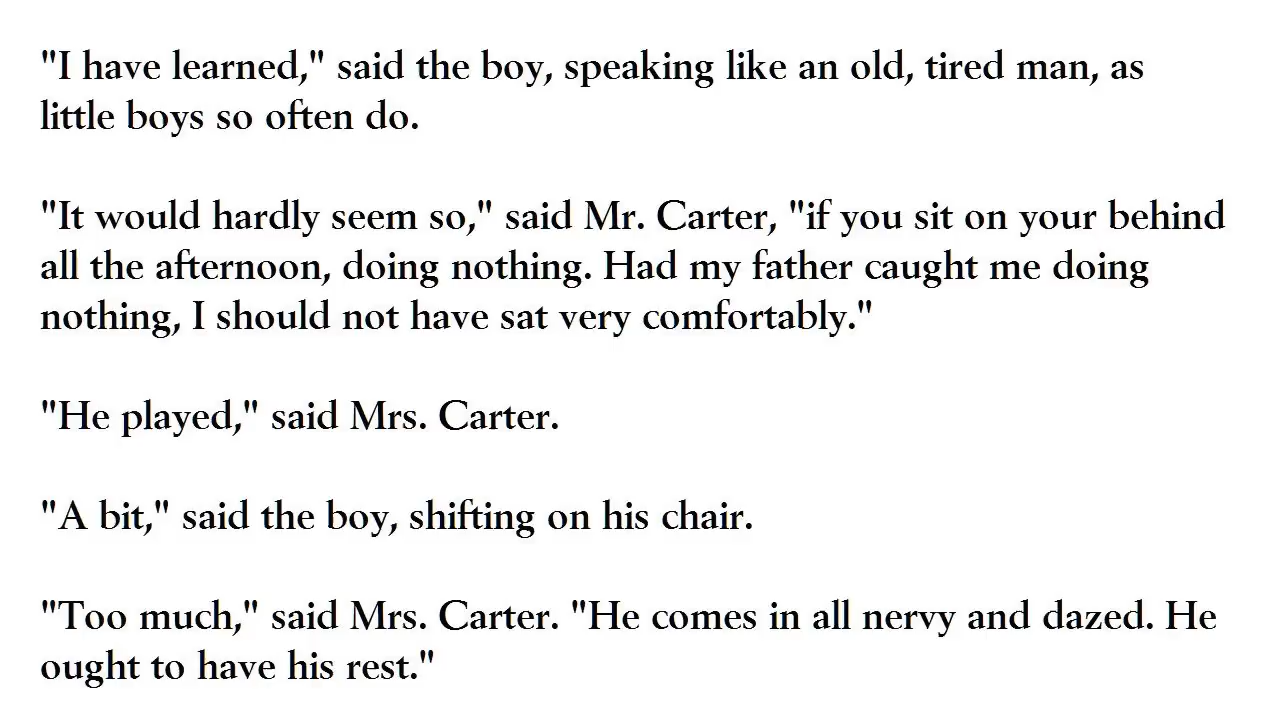 "I have learned," said the boy, speaking like an old, tired man, as
little boys so often do.
"It would hardly seem so," said Mr. Carter, "if you sit on your behind
all the afternoon, doing nothing. Had my father caught me doing
nothing, I should not have sat very comfortably."
"He played," said Mrs. Carter.
"A bit," said the boy, shifting on his chair.
"Too much," said Mrs. Carter. "He comes in all nervy and dazed. He
ought to have his rest."